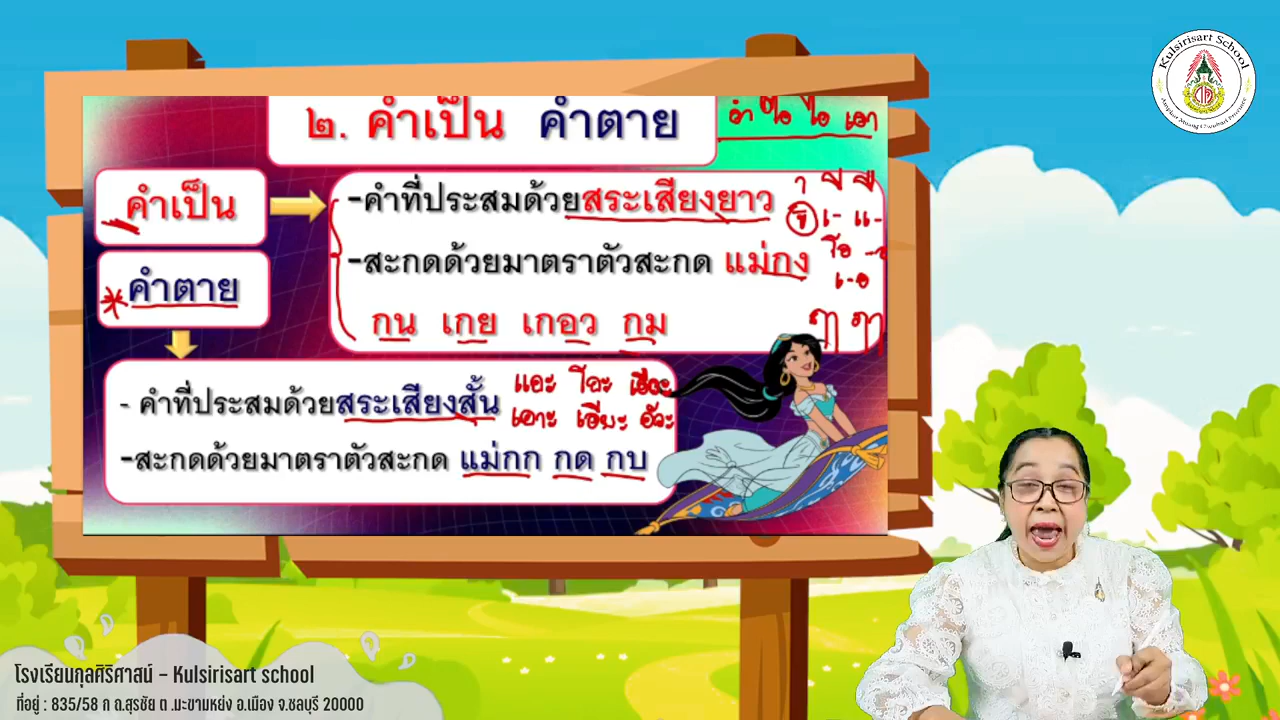 Kulsirisart School
๒. คำเป็น คำตาย
อำ ใอ ไอ เอา
คำเป็น
-คำที่ประสมด้วยสระเสียงยาว
-สะกดด้วยมาตราตัวสะกด แม่กง
กน เกย เกอว กม
คำตาย
- คำที่ประสมด้วยสระเสียงสั้น
แอะ โอะ
เอาะ เอียะ อัวะ
-สะกดด้วยมาตราตัวสะกด แม่กก กด กบ
โรงเรียนกุลศิริศาสน์ - Kulsirisart school
ที่อยู่ : 835/58 ก ถ.สุรชัย ต .มะขามหย่ง อ.เมือง จ.ชลบุรี 20000